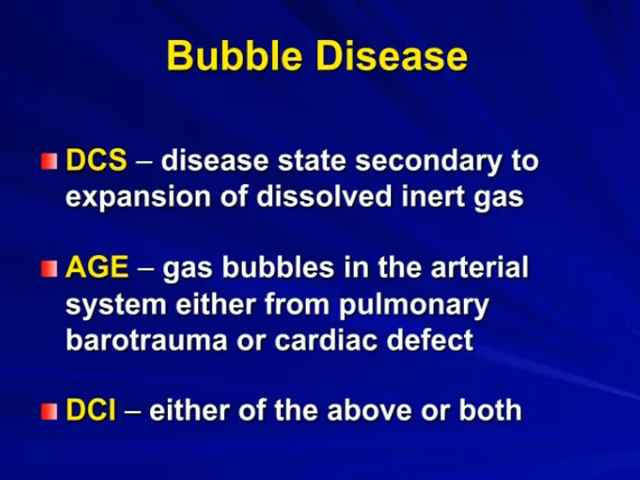 Bubble Disease
DCS – disease state secondary to
expansion of dissolved inert gas
AGE – gas bubbles in the arterial
system either from pulmonary
barotrauma or cardiac defect
DCI – either of the above or both